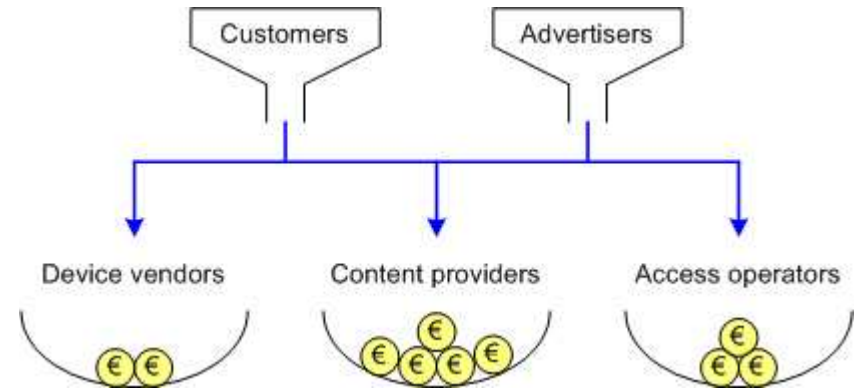 Customers
Advertisers
Device vendors
Content providers
Access operators
€ €
€ € € € €
€ € €